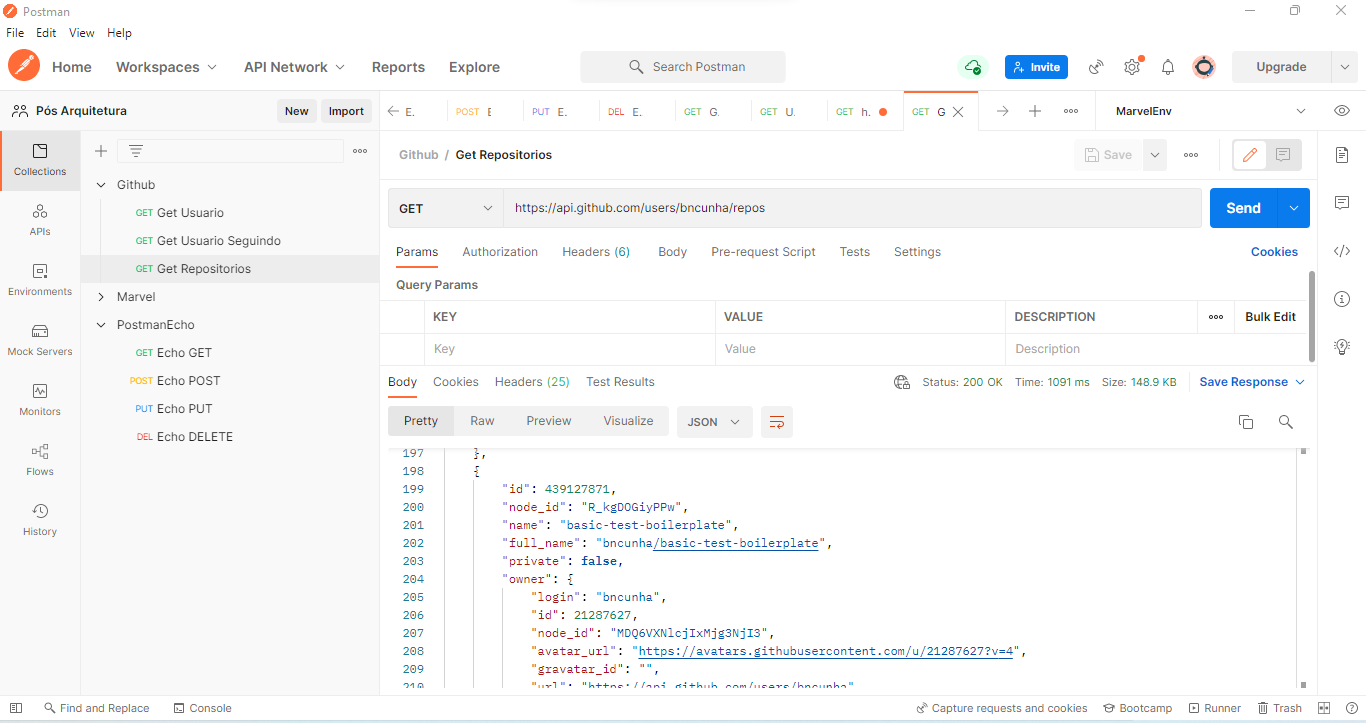 Postman
File Edit View Help
Home Workspaces API Network Reports Explore Search Postman Invite Upgrade
Pós Arquitetura New Import E. POST E PUT E. DEL E. GET G. GET U. GET h. GET G MarvelEnv
Collections
APIs
Environments
Mock Servers
Monitors
Flows
History
Github
GET Get Usuario
GET Get Usuario Seguindo
GET Get Repositorios
Marvel
PostmanEcho
GET Echo GET
POST Echo POST
PUT Echo PUT
DEL Echo DELETE
Github / Get Repositorios Save
GET https://api.github.com/users/bncunha/repos Send
Params Authorization Headers (6) Body Pre-request Script Tests Settings Cookies
Query Params
KEY VALUE DESCRIPTION Bulk Edit
Key Value Description
Body Cookies Headers (25) Test Results Status: 200 OK Time: 1091 ms Size: 148.9 KB Save Response
Pretty Raw Preview Visualize JSON
197 },
198 {
199 "id": 439127871,
200 "node_id": "R_kgDOGiyPPw",
201 "name": "basic-test-boilerplate",
202 "full_name": "bncunha/basic-test-boilerplate",
203 "private": false,
204 "owner": {
205 "login": "bncunha",
206 "id": 21287627,
207 "node_id": "MDQ6VXNlcjIxMjg3NjI3",
208 "avatar_url": "https://avatars.githubusercontent.com/u/21287627?v=4",
209 "gravatar_id": "",
210 "url": "https://api.github.com/users/bncunha"
Find and Replace Console Capture requests and cookies Bootcamp Runner Trash